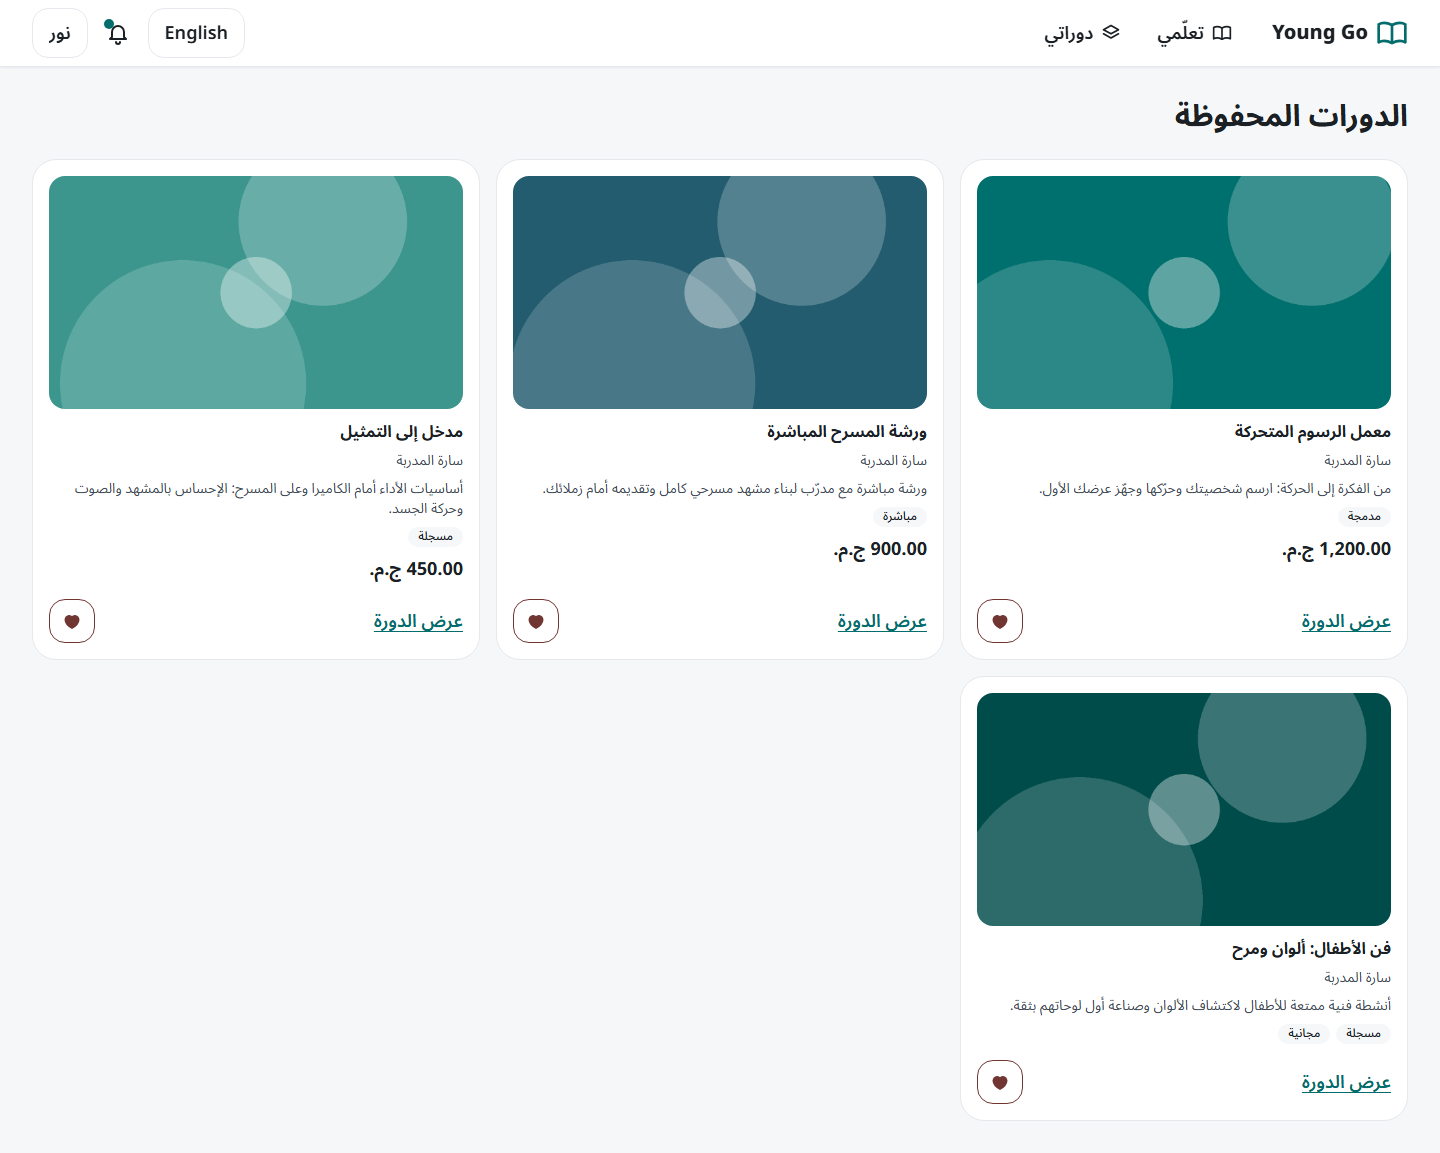 Young Go
تعلّمي
دوراتي
English
نور
الدورات المحفوظة
معمل الرسوم المتحركة
سارة المدربة
من الفكرة إلى الحركة: ارسم شخصيتك وحرّكها وجهّز عرضك الأول.
مدمجة
1,200.00 ج.م.
عرض الدورة
ورشة المسرح المباشرة
سارة المدربة
ورشة مباشرة مع مدرّب لبناء مشهد مسرحي كامل وتقديمه أمام زملائك.
مباشرة
900.00 ج.م.
عرض الدورة
مدخل إلى التمثيل
سارة المدربة
أساسيات الأداء أمام الكاميرا وعلى المسرح: الإحساس بالمشهد والصوت
وحركة الجسد.
مسجلة
450.00 ج.م.
عرض الدورة
فن الأطفال: ألوان ومرح
سارة المدربة
أنشطة فنية ممتعة للأطفال لاكتشاف الألوان وصناعة أول لوحاتهم بثقة.
مسجلة مجانية
عرض الدورة